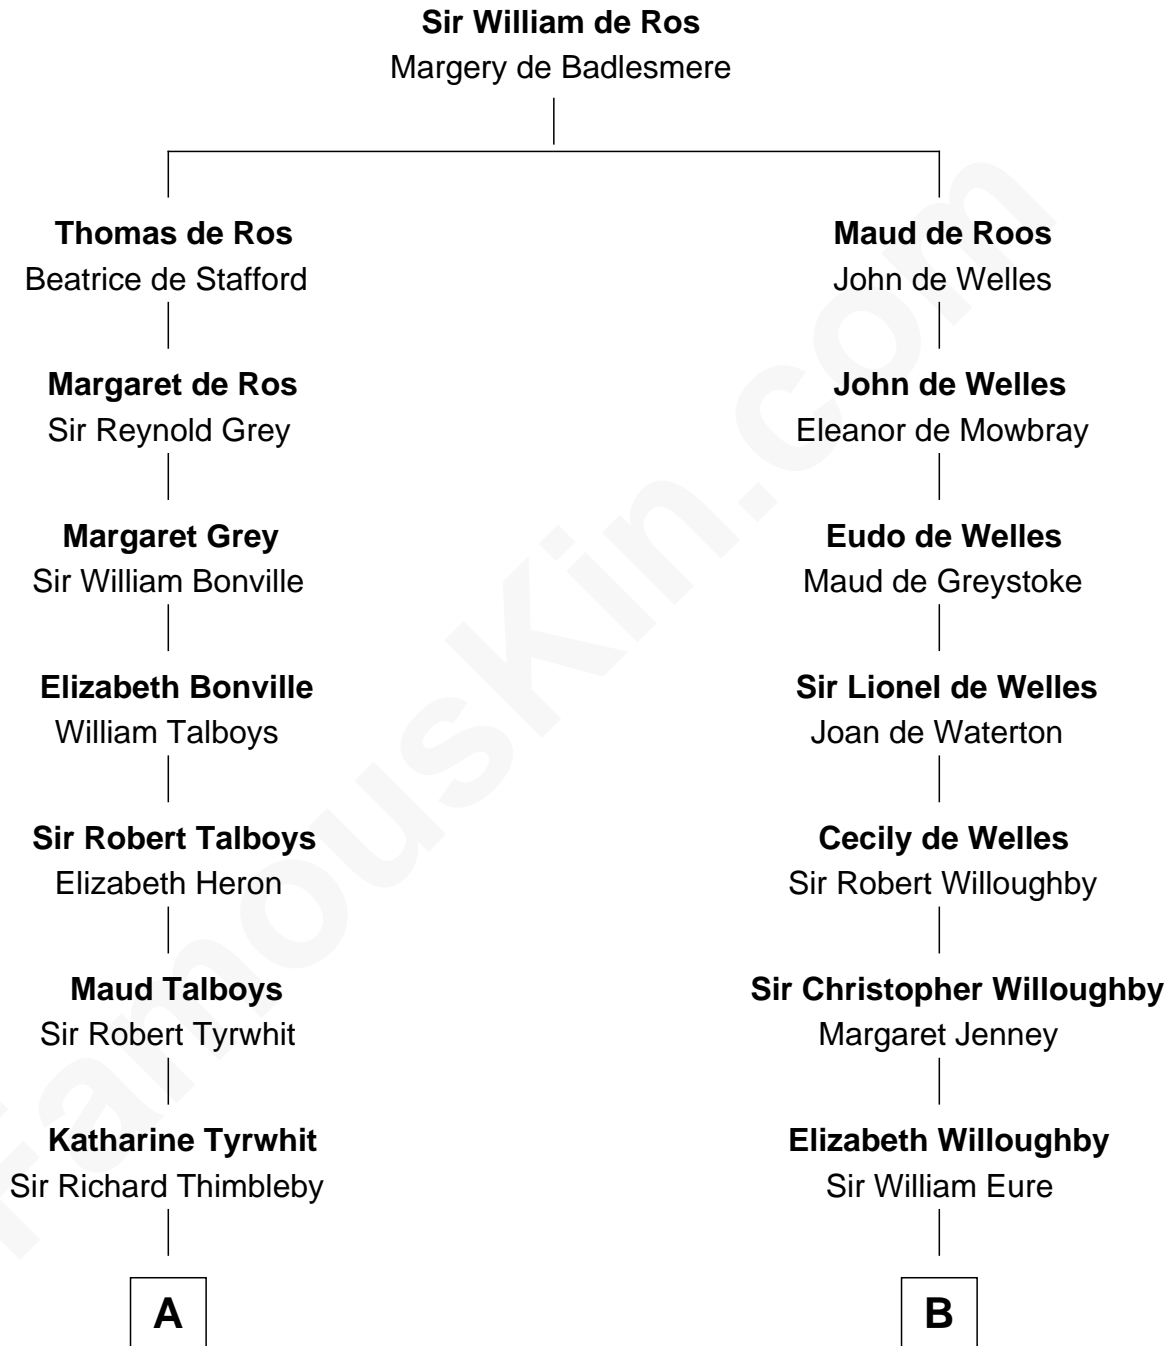 Sir William de Ros
Margery de Badlesmere
Thomas de Ros
Beatrice de Stafford
Maud de Roos
John de Welles
Margaret de Ros
Sir Reynold Grey
John de Welles
Eleanor de Mowbray
Margaret Grey
Sir William Bonville
Eudo de Welles
Maud de Greystoke
Elizabeth Bonville
William Talboys
Sir Lionel de Welles
Joan de Waterton
Sir Robert Talboys
Elizabeth Heron
Cecily de Welles
Sir Robert Willoughby
Maud Talboys
Sir Robert Tyrwhit
Sir Christopher Willoughby
Margaret Jenney
Katharine Tyrwhit
Sir Richard Thimbleby
Elizabeth Willoughby
Sir William Eure
A
B
FamousKin.com